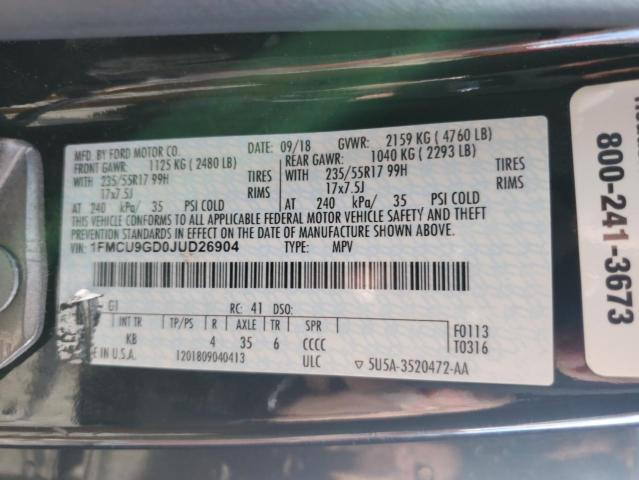 MFD. BY FORD MOTOR CO. DATE: 09/18 GVWR: 2159 KG ( 4760 LB)
FRONT GAWR: 1125 KG ( 2480 LB) REAR GAWR: 1040 KG ( 2293 LB)
WITH 235/55R17 99H TIRES WITH 235/55R17 99H TIRES
17x7.5J RIMS 17x7.5J RIMS
AT 240 kPa/ 35 PSI COLD AT 240 kPa/ 35 PSI COLD
THIS VEHICLE CONFORMS TO ALL APPLICABLE FEDERAL MOTOR VEHICLE SAFETY AND THEFT
PREVENTION STANDARDS IN EFFECT ON THE DATE OF MANUFACTURE SHOWN ABOVE.
VIN: 1FMCU9GD0JUD26904 TYPE: MPV
G1 RC: 41 DSO: F0113
INT TR TP/PS R AXLE TR SPR T0316
KB 4 35 6 CCCC
E IN U.S.A. 1201809040413 ULC ▽ 5U5A-3520472-AA
800-241-3673